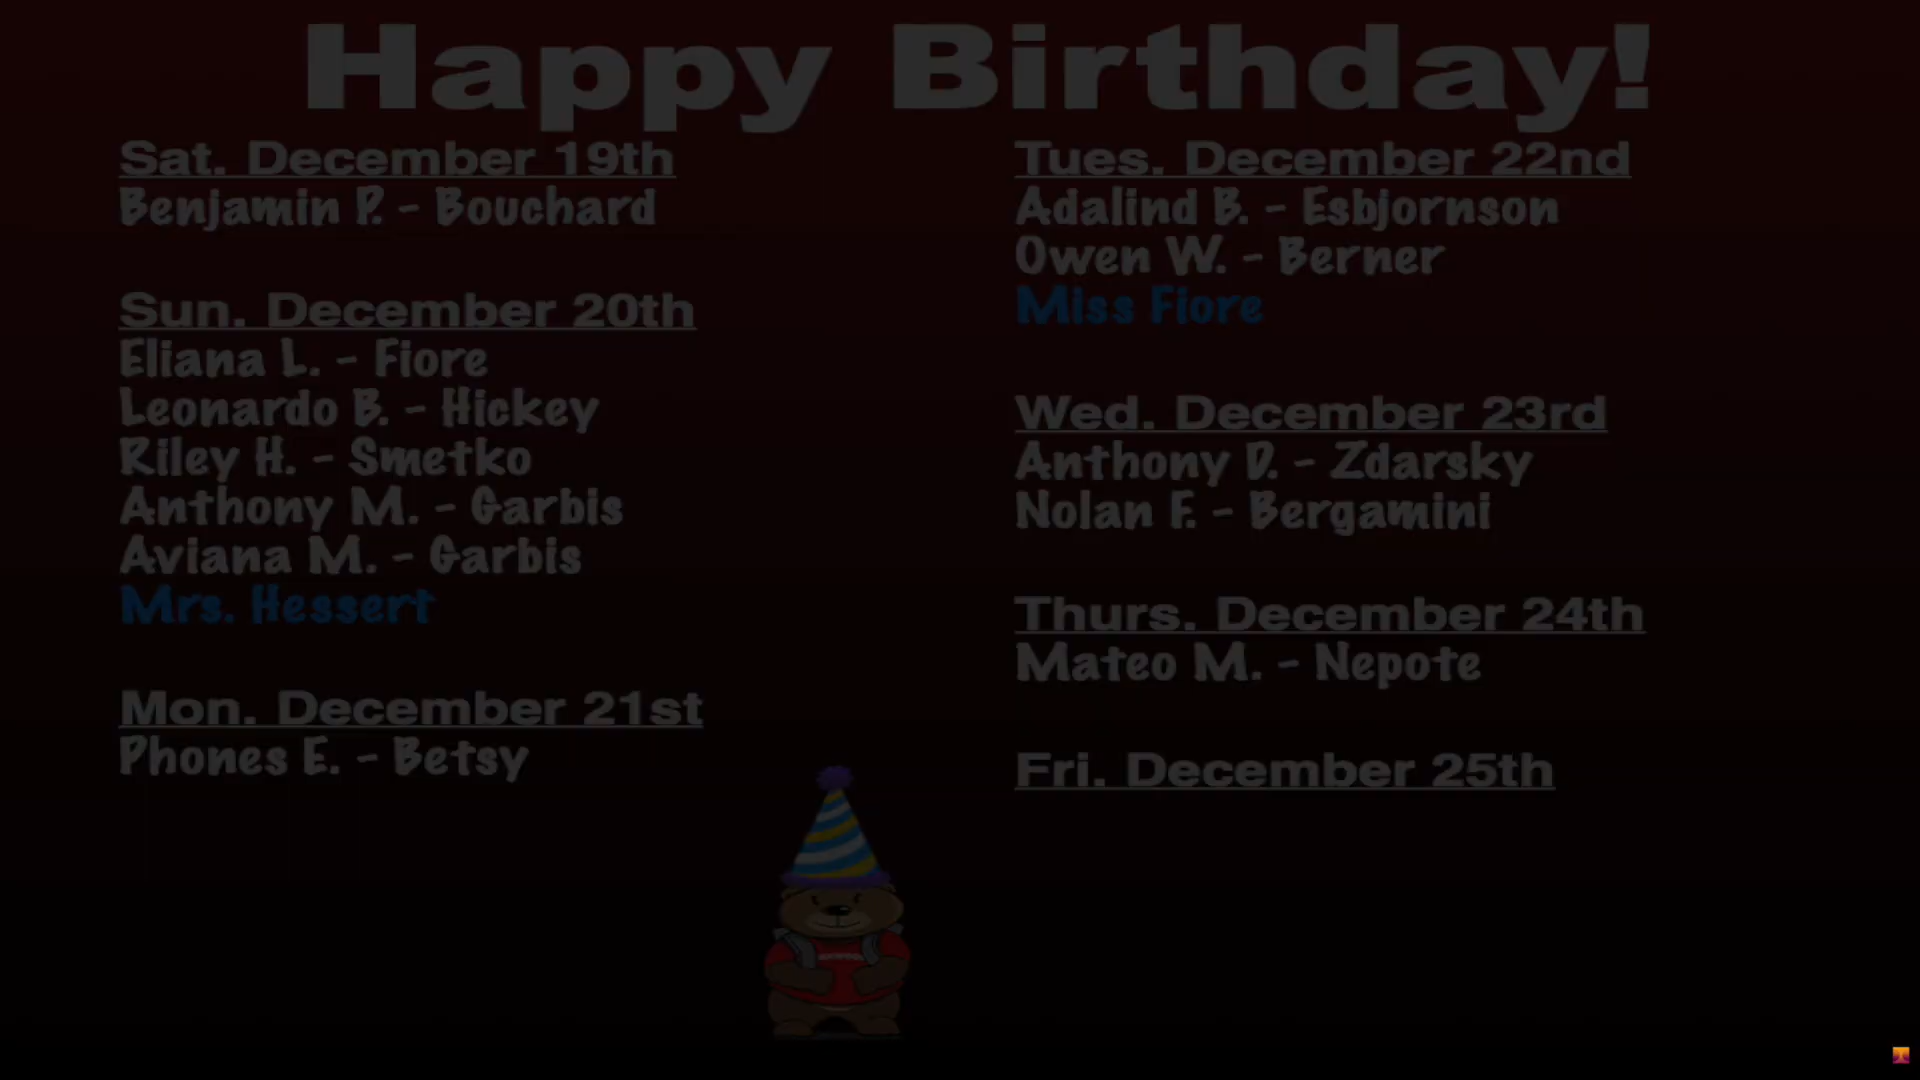 Happy Birthday!
Sat. December 19th
Benjamin P. - Bouchard
Sun. December 20th
Eliana L. - Fiore
Leonardo B. - Hickey
Riley H. - Smetko
Anthony M. - Garbis
Aviana M. - Garbis
Mrs. Hessert
Mon. December 21st
Phones E. - Betsy
Tues. December 22nd
Adalind B. - Esbjornson
Owen W. - Berner
Miss Fiore
Wed. December 23rd
Anthony D. - Zdarsky
Nolan F. - Bergamini
Thurs. December 24th
Mateo M. - Nepote
Fri. December 25th